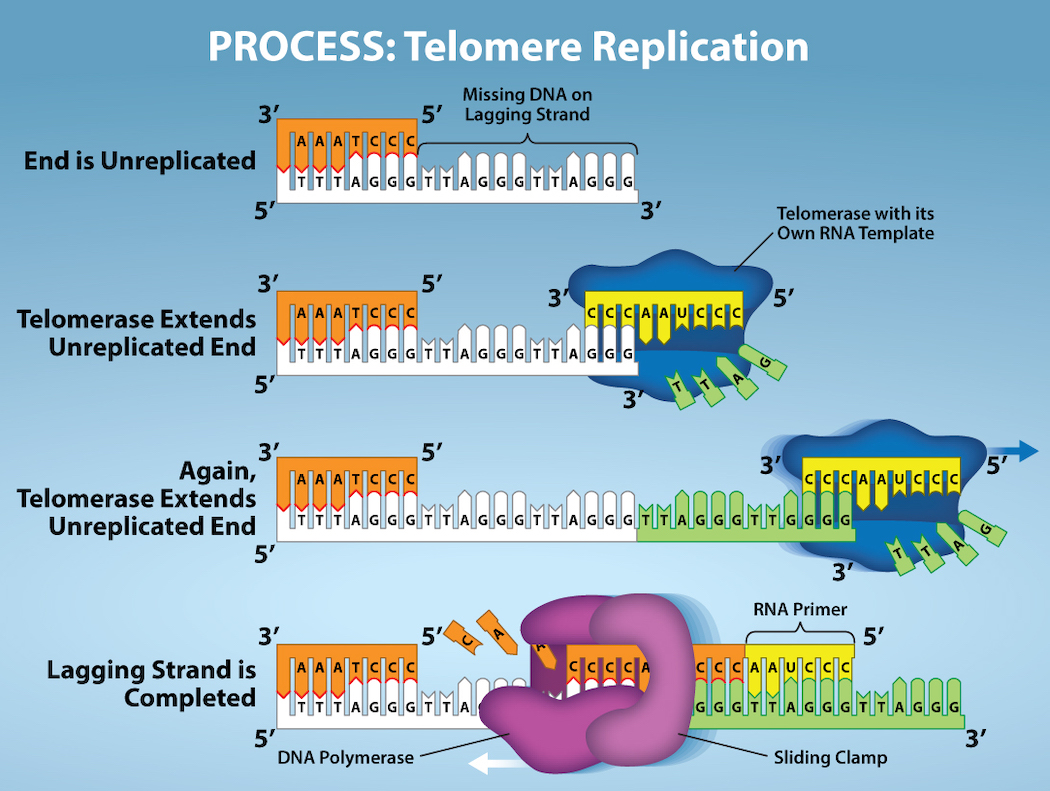 PROCESS: Telomere Replication
Missing DNA on
Lagging Strand
3′ 5′
A A A T C C C
End is Unreplicated
T T T A G G G T T A G G G T T A G G G
5′ 3′
Telomerase with its
Own RNA Template
3′ 5′ 3′ 5′
A A A T C C C C C C A A U C C C
Telomerase Extends
Unreplicated End
T T T A G G G T T A G G G T T A G G G
T T A G
5′ 3′
3′ 5′ 3′ 5′
A A A T C C C C C C A A U C C C
Again,
Telomerase Extends
Unreplicated End
T T T A G G G T T A G G G T T A G G G T T A G G G T T G G G G
T T A G
5′ 3′
RNA Primer
3′ 5′ 5′
C A A
A A A T C C C C C C C A C C C A A U C C C
Lagging Strand is
Completed
T T T A G G G T T A G G G T T A G G G T T A G G G
5′ 3′
DNA Polymerase Sliding Clamp